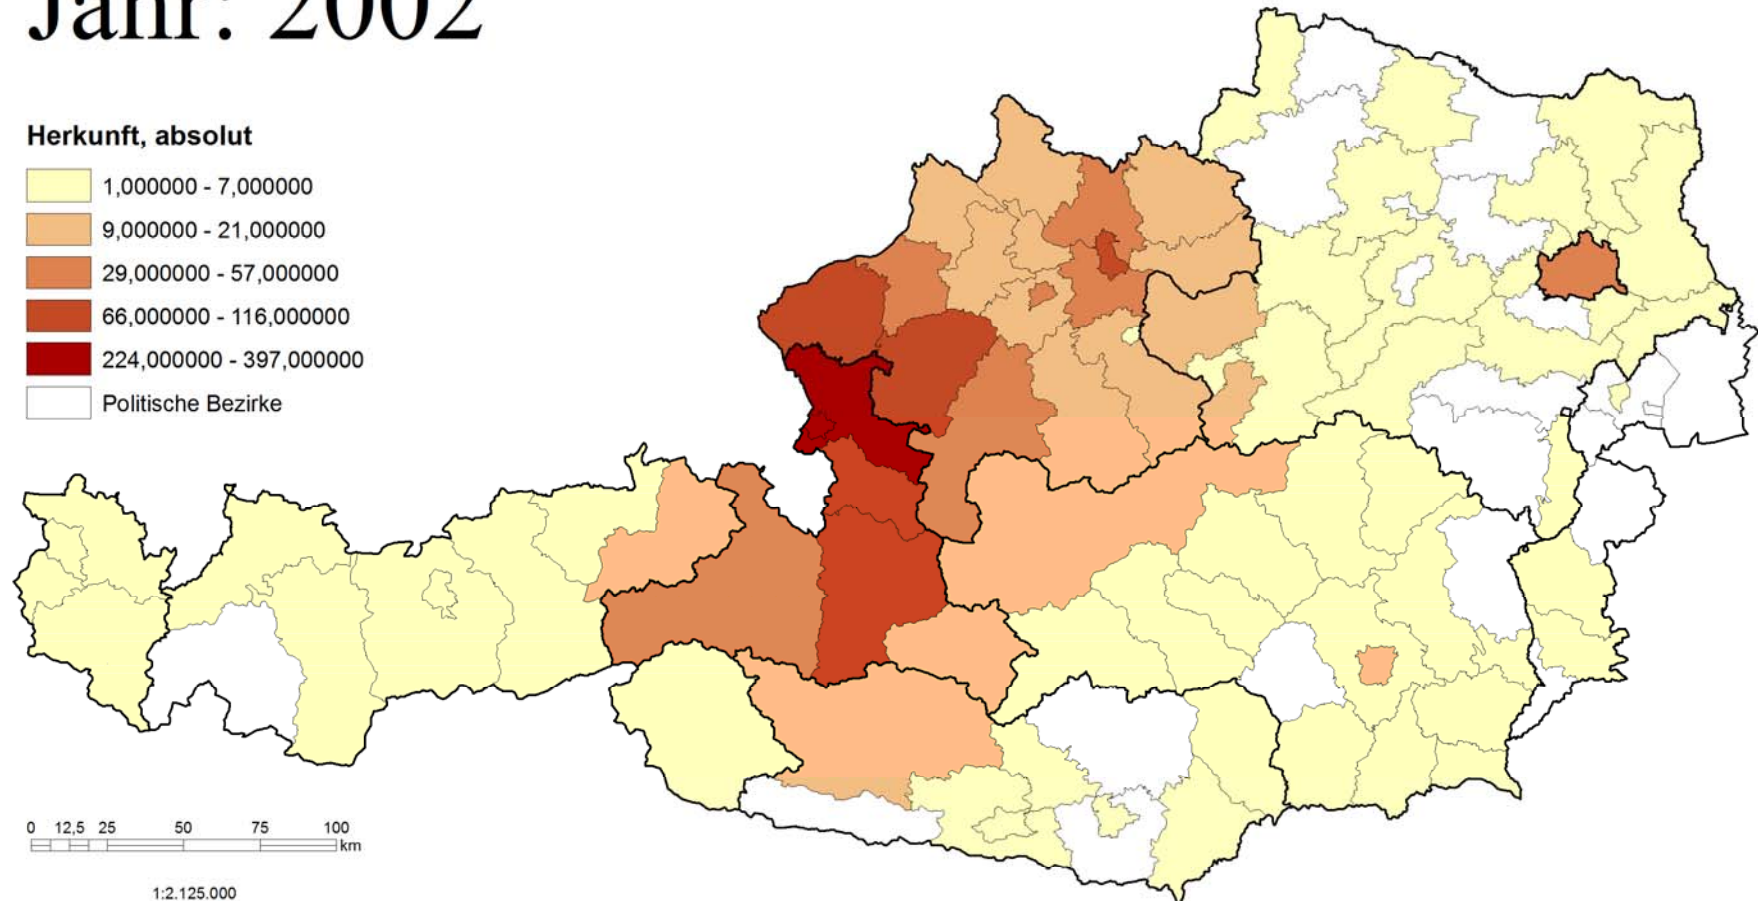 Jahr: 2002
Herkunft, absolut
1,000000 - 7,000000
9,000000 - 21,000000
29,000000 - 57,000000
66,000000 - 116,000000
224,000000 - 397,000000
Politische Bezirke
0 12,5 25 50 75 100
km
1:2.125.000